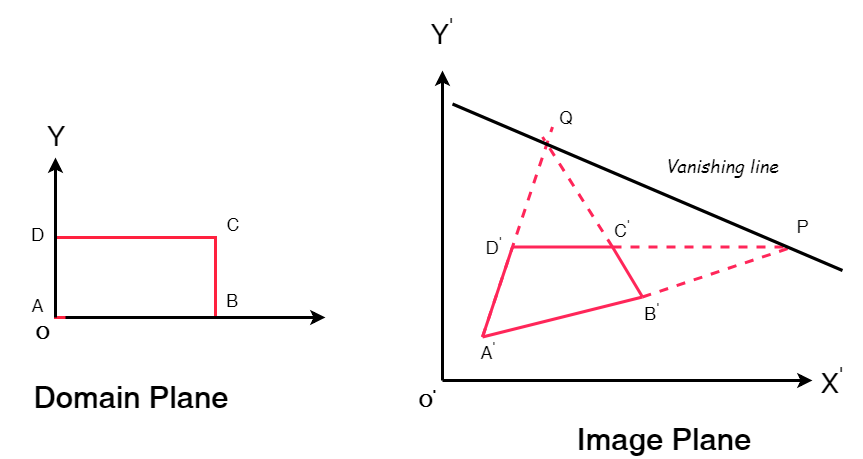 Y
D
C
A
B
O
Domain Plane
Y'
Q
Vanishing line
P
D'
C'
B'
A'
O'
X'
Image Plane